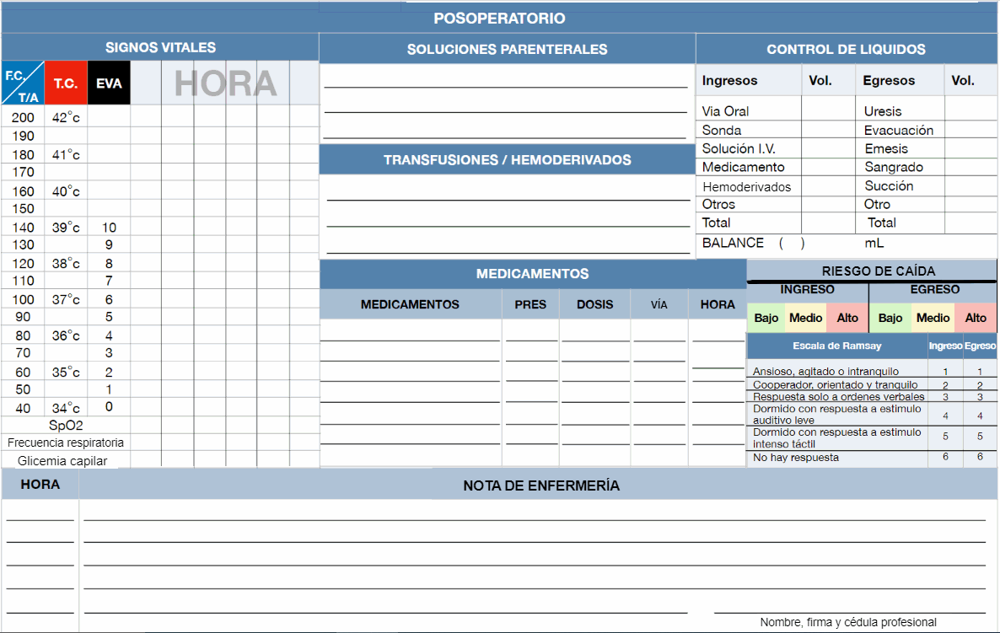 POSOPERATORIO
SIGNOS VITALES
F.C. T/A T.C. EVA HORA
200 42°c
190
180 41°c
170
160 40°c
150
140 39°c 10
130 9
120 38°c 8
110 7
100 37°c 6
90 5
80 36°c 4
70 3
60 35°c 2
50 1
40 34°c 0
SpO2
Frecuencia respiratoria
Glicemia capilar
SOLUCIONES PARENTERALES
TRANSFUSIONES / HEMODERIVADOS
CONTROL DE LIQUIDOS
Ingresos Vol. Egresos Vol.
Via Oral Uresis
Sonda Evacuación
Solución I.V. Emesis
Medicamento Sangrado
Hemoderivados Succión
Otros Otro
Total Total
BALANCE ( ) mL
MEDICAMENTOS
MEDICAMENTOS PRES DOSIS VÍA HORA
RIESGO DE CAÍDA
INGRESO EGRESO
Bajo Medio Alto Bajo Medio Alto
Escala de Ramsay Ingreso Egreso
Ansioso, agitado o intranquilo 1 1
Cooperador, orientado y tranquilo 2 2
Respuesta solo a ordenes verbales 3 3
Dormido con respuesta a estimulo
auditivo leve 4 4
Dormido con respuesta a estimulo
intenso táctil 5 5
No hay respuesta 6 6
HORA NOTA DE ENFERMERÍA
Nombre, firma y cédula profesional